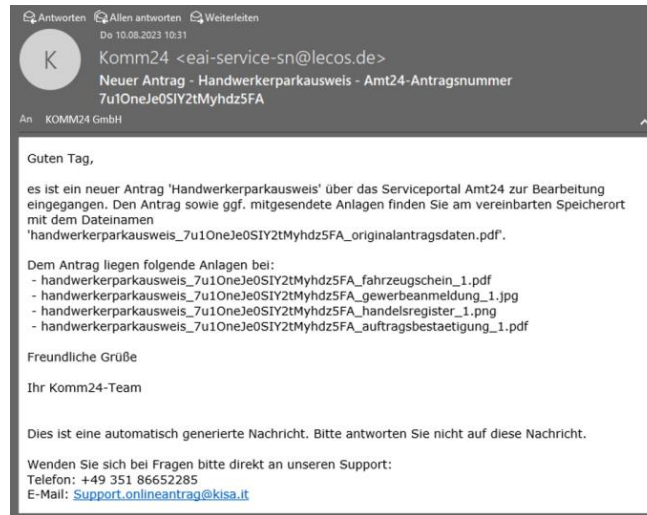 Antworten Allen antworten Weiterleiten
Do 10.08.2023 10:31
K
Komm24 <eai-service-sn@lecos.de>
Neuer Antrag - Handwerkerparkausweis - Amt24-Antragsnummer
7u1OneJe0SIY2tMyhdz5FA
An KOMM24 GmbH
Guten Tag,
es ist ein neuer Antrag 'Handwerkerparkausweis' über das Serviceportal Amt24 zur Bearbeitung
eingegangen. Den Antrag sowie ggf. mitgesendete Anlagen finden Sie am vereinbarten Speicherort
mit dem Dateinamen
'handwerkerparkausweis_7u1OneJe0SIY2tMyhdz5FA_originalantragsdaten.pdf'.
Dem Antrag liegen folgende Anlagen bei:
- handwerkerparkausweis_7u1OneJe0SIY2tMyhdz5FA_fahrzeugschein_1.pdf
- handwerkerparkausweis_7u1OneJe0SIY2tMyhdz5FA_gewerbeanmeldung_1.jpg
- handwerkerparkausweis_7u1OneJe0SIY2tMyhdz5FA_handelsregister_1.png
- handwerkerparkausweis_7u1OneJe0SIY2tMyhdz5FA_auftragsbestaetigung_1.pdf
Freundliche Grüße
Ihr Komm24-Team
Dies ist eine automatisch generierte Nachricht. Bitte antworten Sie nicht auf diese Nachricht.
Wenden Sie sich bei Fragen bitte direkt an unseren Support:
Telefon: +49 351 86652285
E-Mail: Support.onlineantrag@kisa.it